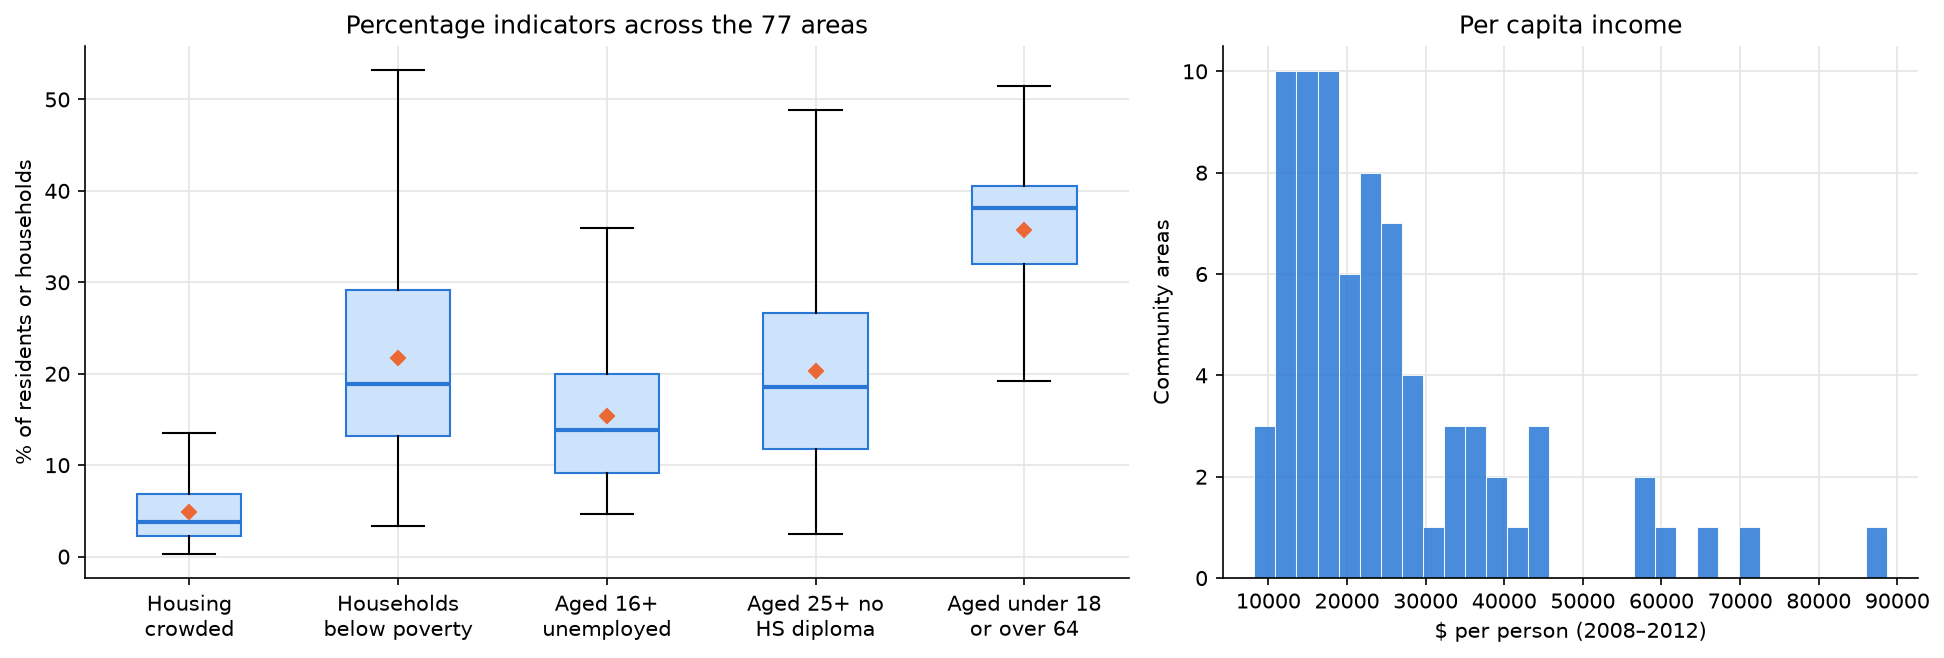 Percentage indicators across the 77 areas
% of residents or households
50
40
30
20
10
0
Housing
crowded
Households
below poverty
Aged 16+
unemployed
Aged 25+ no
HS diploma
Aged under 18
or over 64
Per capita income
Community areas
10
8
6
4
2
0
10000 20000 30000 40000 50000 60000 70000 80000 90000
$ per person (2008–2012)